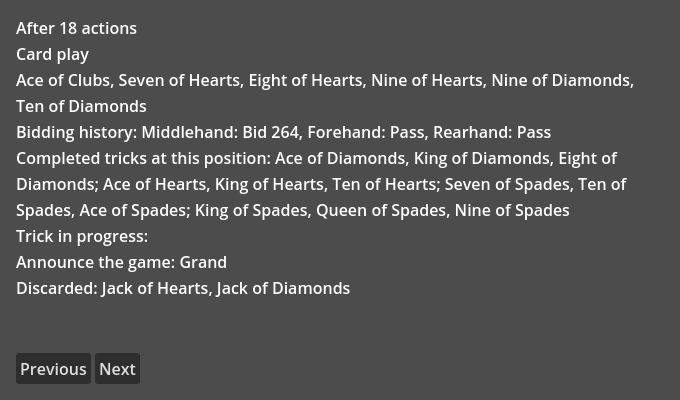 After 18 actions
Card play
Ace of Clubs, Seven of Hearts, Eight of Hearts, Nine of Hearts, Nine of Diamonds,
Ten of Diamonds
Bidding history: Middlehand: Bid 264, Forehand: Pass, Rearhand: Pass
Completed tricks at this position: Ace of Diamonds, King of Diamonds, Eight of
Diamonds; Ace of Hearts, King of Hearts, Ten of Hearts; Seven of Spades, Ten of
Spades, Ace of Spades; King of Spades, Queen of Spades, Nine of Spades
Trick in progress:
Announce the game: Grand
Discarded: Jack of Hearts, Jack of Diamonds
Previous Next